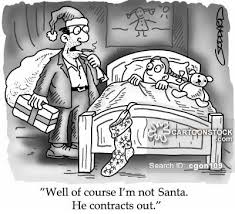 CARTOONSTOCK
.com
Search ID: cgon109
"Well of course I'm not Santa.
He contracts out."